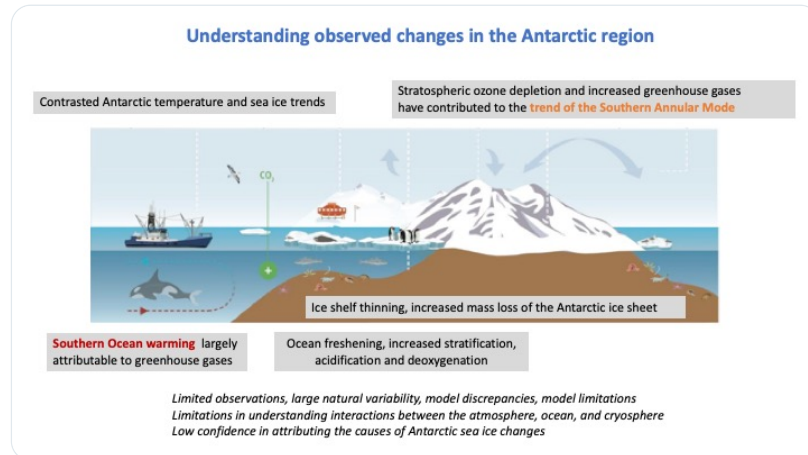 Understanding observed changes in the Antarctic region
Contrasted Antarctic temperature and sea ice trends
Stratospheric ozone depletion and increased greenhouse gases
have contributed to the trend of the Southern Annular Mode
CO₂
+
Ice shelf thinning, increased mass loss of the Antarctic ice sheet
Southern Ocean warming largely
attributable to greenhouse gases
Ocean freshening, increased stratification,
acidification and deoxygenation
Limited observations, large natural variability, model discrepancies, model limitations
Limitations in understanding interactions between the atmosphere, ocean, and cryosphere
Low confidence in attributing the causes of Antarctic sea ice changes